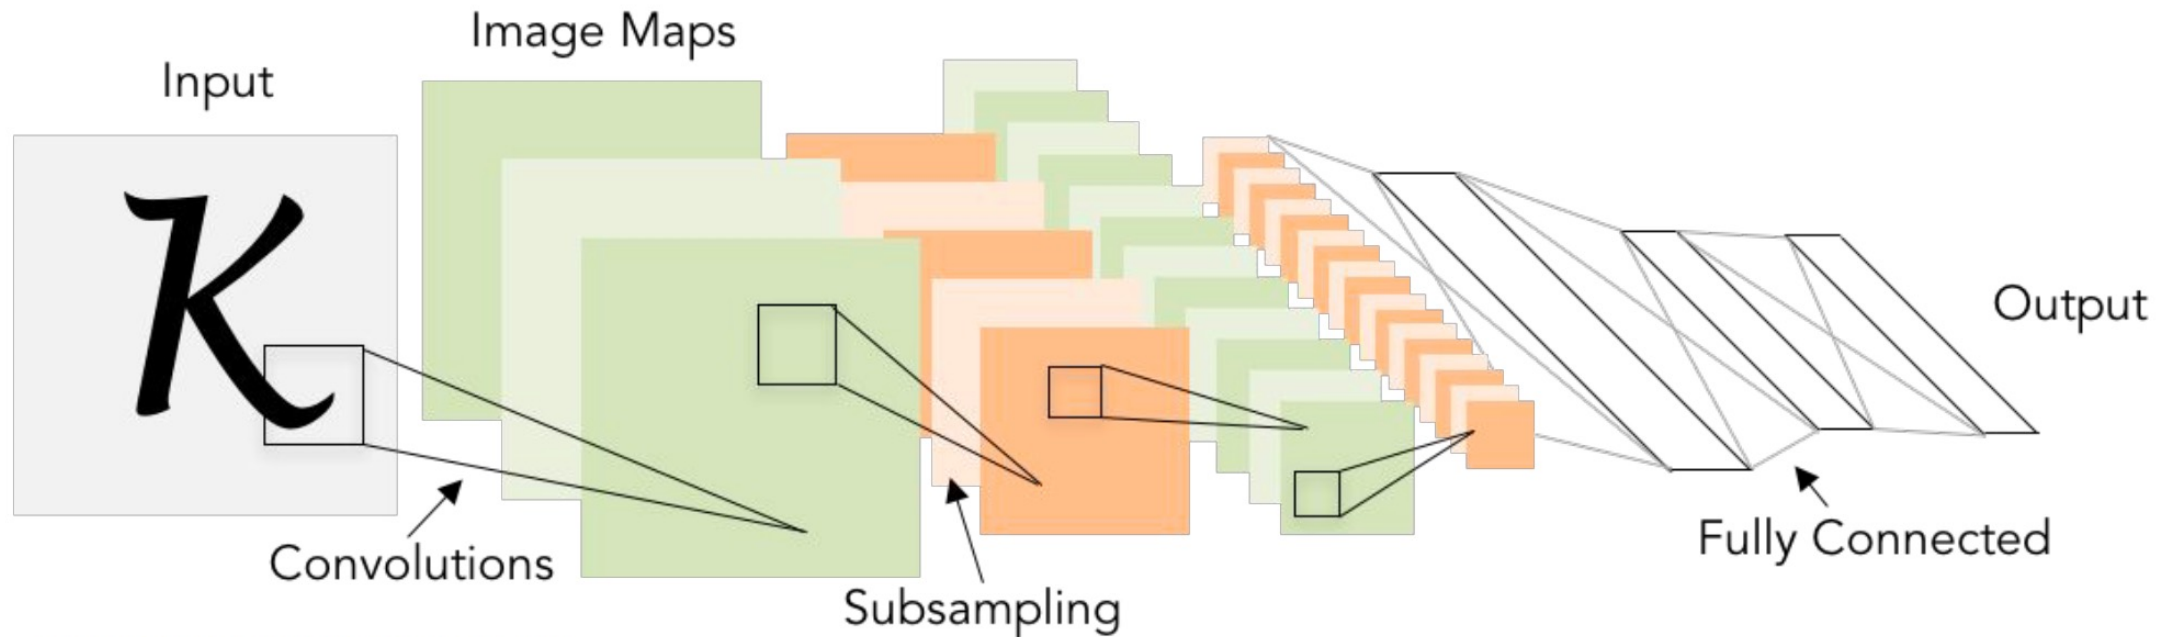 Image Maps
Input
K
Output
Convolutions
Subsampling
Fully Connected